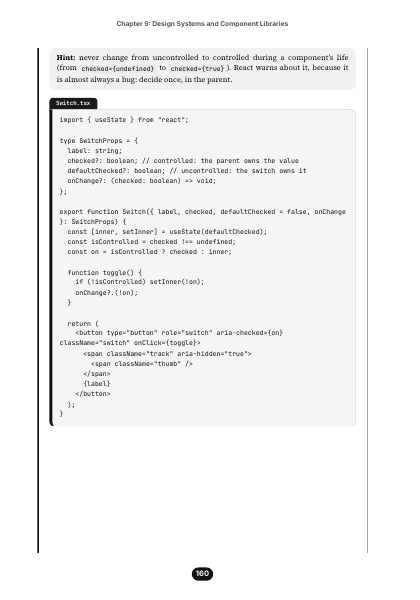 Chapter 9: Design Systems and Component Libraries
Hint: never change from uncontrolled to controlled during a component's life
(from checked={undefined} to checked={true}). React warns about it, because it
is almost always a bug: decide once, in the parent.
Switch.tsx
import { useState } from "react";
type SwitchProps = {
  label: string;
  checked?: boolean; // controlled: the parent owns the value
  defaultChecked?: boolean; // uncontrolled: the switch owns it
  onChange?: (checked: boolean) => void;
};
export function Switch({ label, checked, defaultChecked = false, onChange
}: SwitchProps) {
  const [inner, setInner] = useState(defaultChecked);
  const isControlled = checked !== undefined;
  const on = isControlled ? checked : inner;
  function toggle() {
    if (!isControlled) setInner(!on);
    onChange?.(!on);
  }
  return (
    <button type="button" role="switch" aria-checked={on}
className="switch" onClick={toggle}>
      <span className="track" aria-hidden="true">
        <span className="thumb" />
      </span>
      {label}
    </button>
  );
}
160